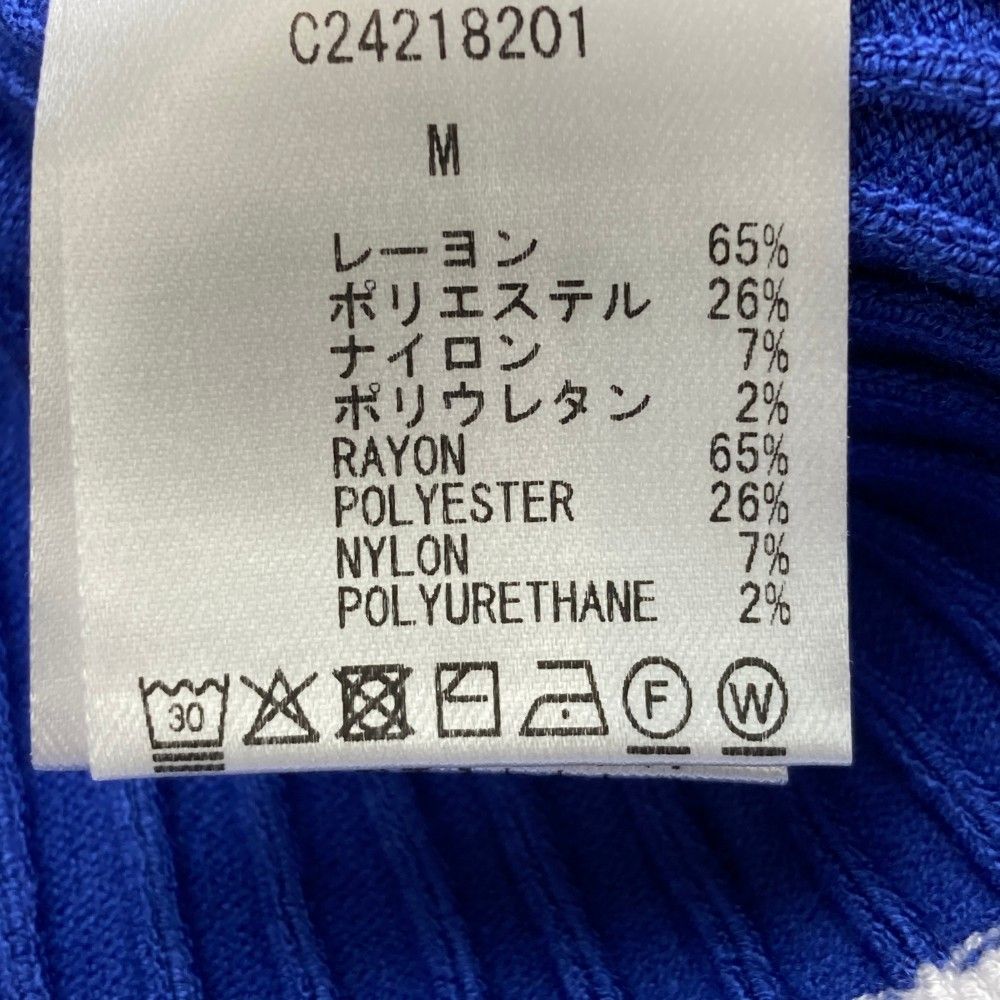 C24218201
M
レーヨン 65%
ポリエステル 26%
ナイロン 7%
ポリウレタン 2%
RAYON 65%
POLYESTER 26%
NYLON 7%
POLYURETHANE 2%
30 F W